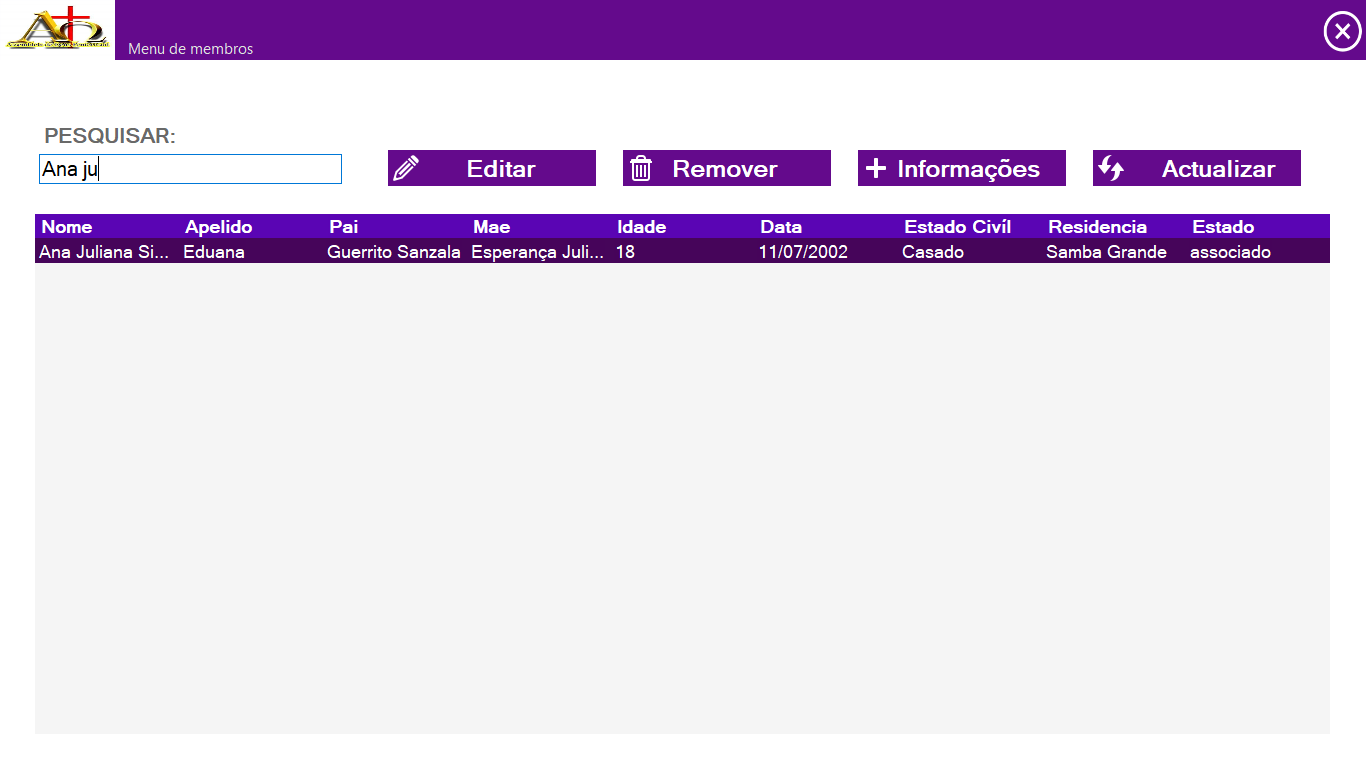 Menu de membros
PESQUISAR:
Ana ju
Editar
Remover
Informações
Actualizar
Nome Apelido Pai Mae Idade Data Estado Civíl Residencia Estado
Ana Juliana Si... Eduana Guerrito Sanzala Esperança Juli... 18 11/07/2002 Casado Samba Grande associado